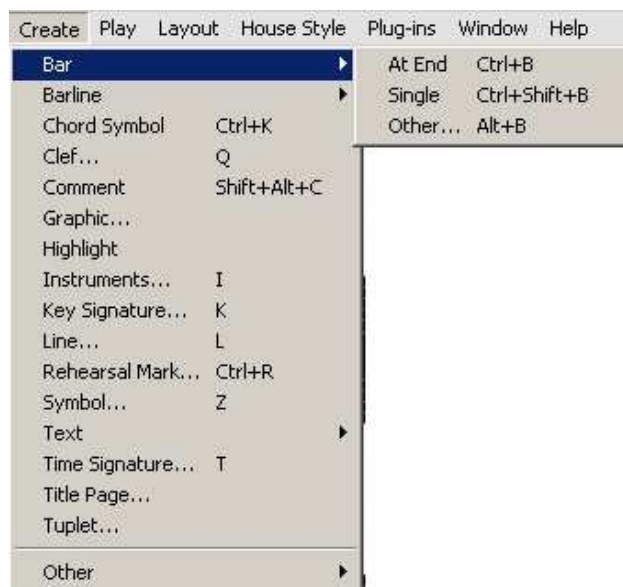 Create Play Layout House Style Plug-ins Window Help
Bar
At End Ctrl+B
Barline
Single Ctrl+Shift+B
Chord Symbol Ctrl+K
Other... Alt+B
Clef... Q
Comment Shift+Alt+C
Graphic...
Highlight
Instruments... I
Key Signature... K
Line... L
Rehearsal Mark... Ctrl+R
Symbol... Z
Text
Time Signature... T
Title Page...
Tuplet...
Other